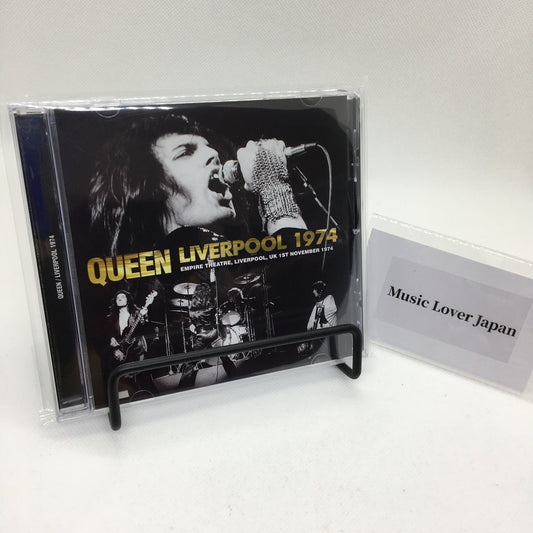 QUEEN / LIVERPOOL 1974
QUEEN LIVERPOOL 1974
EMPIRE THEATRE, LIVERPOOL, UK 1ST NOVEMBER 1974
Music Lover Japan